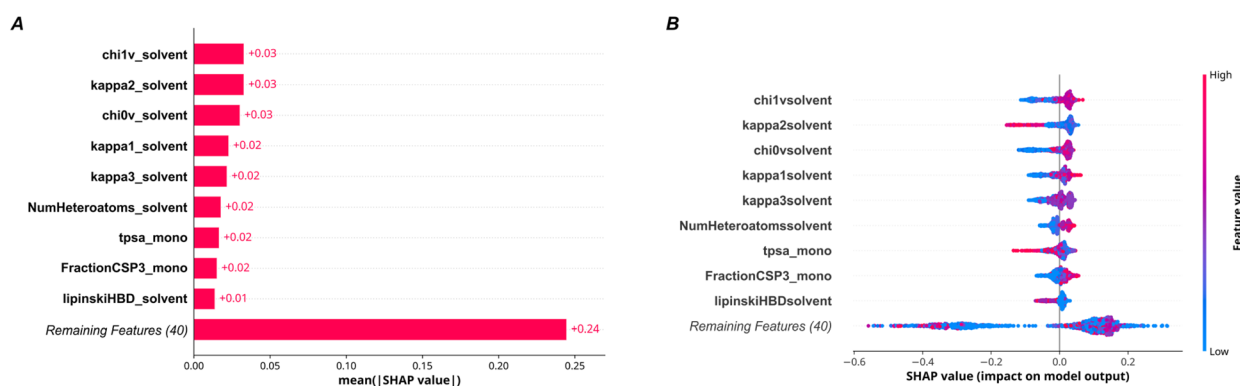 A
chi1v_solvent
+0.03
kappa2_solvent
+0.03
chi0v_solvent
+0.03
kappa1_solvent
+0.02
kappa3_solvent
+0.02
NumHeteroatoms_solvent
+0.02
tpsa_mono
+0.02
FractionCSP3_mono
+0.02
lipinskiHBD_solvent
+0.01
Remaining Features (40)
+0.24
0.00 0.05 0.10 0.15 0.20 0.25
mean(|SHAP value|)
B
High
chi1vsolvent
kappa2solvent
chi0vsolvent
kappa1solvent
kappa3solvent
NumHeteroatomssolvent
tpsa_mono
FractionCSP3_mono
lipinskiHBDsolvent
Remaining Features (40)
Feature value
Low
−0.6 −0.4 −0.2 0.0 0.2
SHAP value (impact on model output)